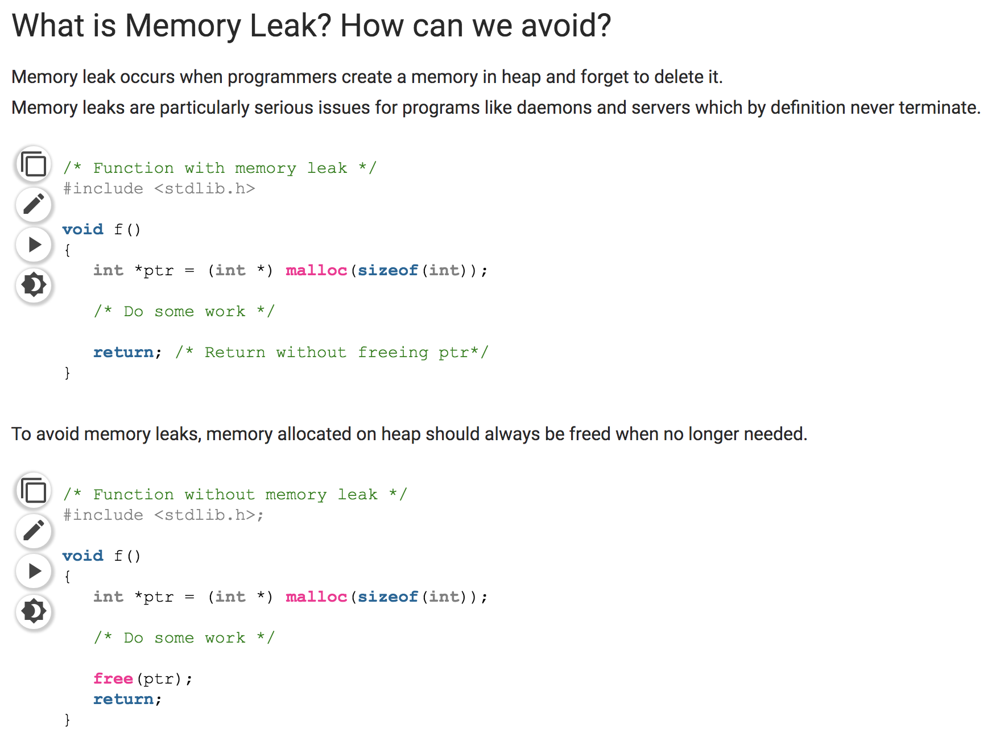 What is Memory Leak? How can we avoid?
Memory leak occurs when programmers create a memory in heap and forget to delete it.
Memory leaks are particularly serious issues for programs like daemons and servers which by definition never terminate.
/* Function with memory leak */
#include <stdlib.h>
void f()
{
int *ptr = (int *) malloc(sizeof(int));
/* Do some work */
return; /* Return without freeing ptr*/
}
To avoid memory leaks, memory allocated on heap should always be freed when no longer needed.
/* Function without memory leak */
#include <stdlib.h>;
void f()
{
int *ptr = (int *) malloc(sizeof(int));
/* Do some work */
free(ptr);
return;
}